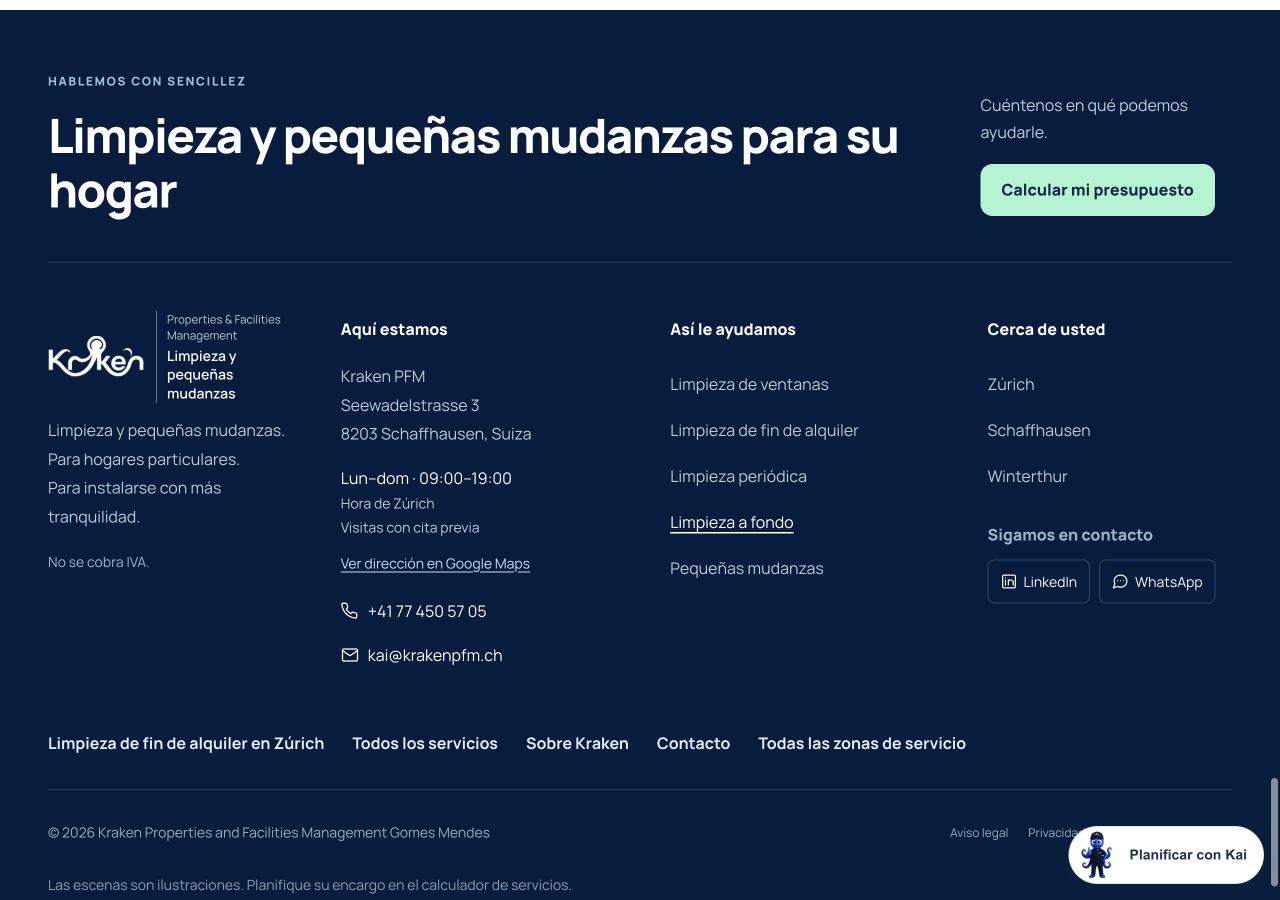 HABLEMOS CON SENCILLEZ
Limpieza y pequeñas mudanzas para su
hogar
Cuéntenos en qué podemos
ayudarle.
Calcular mi presupuesto
Kraken
Properties & Facilities
Management
Limpieza y
pequeñas
mudanzas
Limpieza y pequeñas mudanzas.
Para hogares particulares.
Para instalarse con más
tranquilidad.
No se cobra IVA.
Aquí estamos
Kraken PFM
Seewadelstrasse 3
8203 Schaffhausen, Suiza
Lun–dom · 09:00–19:00
Hora de Zúrich
Visitas con cita previa
Ver dirección en Google Maps
+41 77 450 57 05
kai@krakenpfm.ch
Así le ayudamos
Limpieza de ventanas
Limpieza de fin de alquiler
Limpieza periódica
Limpieza a fondo
Pequeñas mudanzas
Cerca de usted
Zúrich
Schaffhausen
Winterthur
Sigamos en contacto
LinkedIn
WhatsApp
Limpieza de fin de alquiler en Zúrich
Todos los servicios
Sobre Kraken
Contacto
Todas las zonas de servicio
© 2026 Kraken Properties and Facilities Management Gomes Mendes
Aviso legal
Planificar con Kai
Las escenas son ilustraciones. Planifique su encargo en el calculador de servicios.